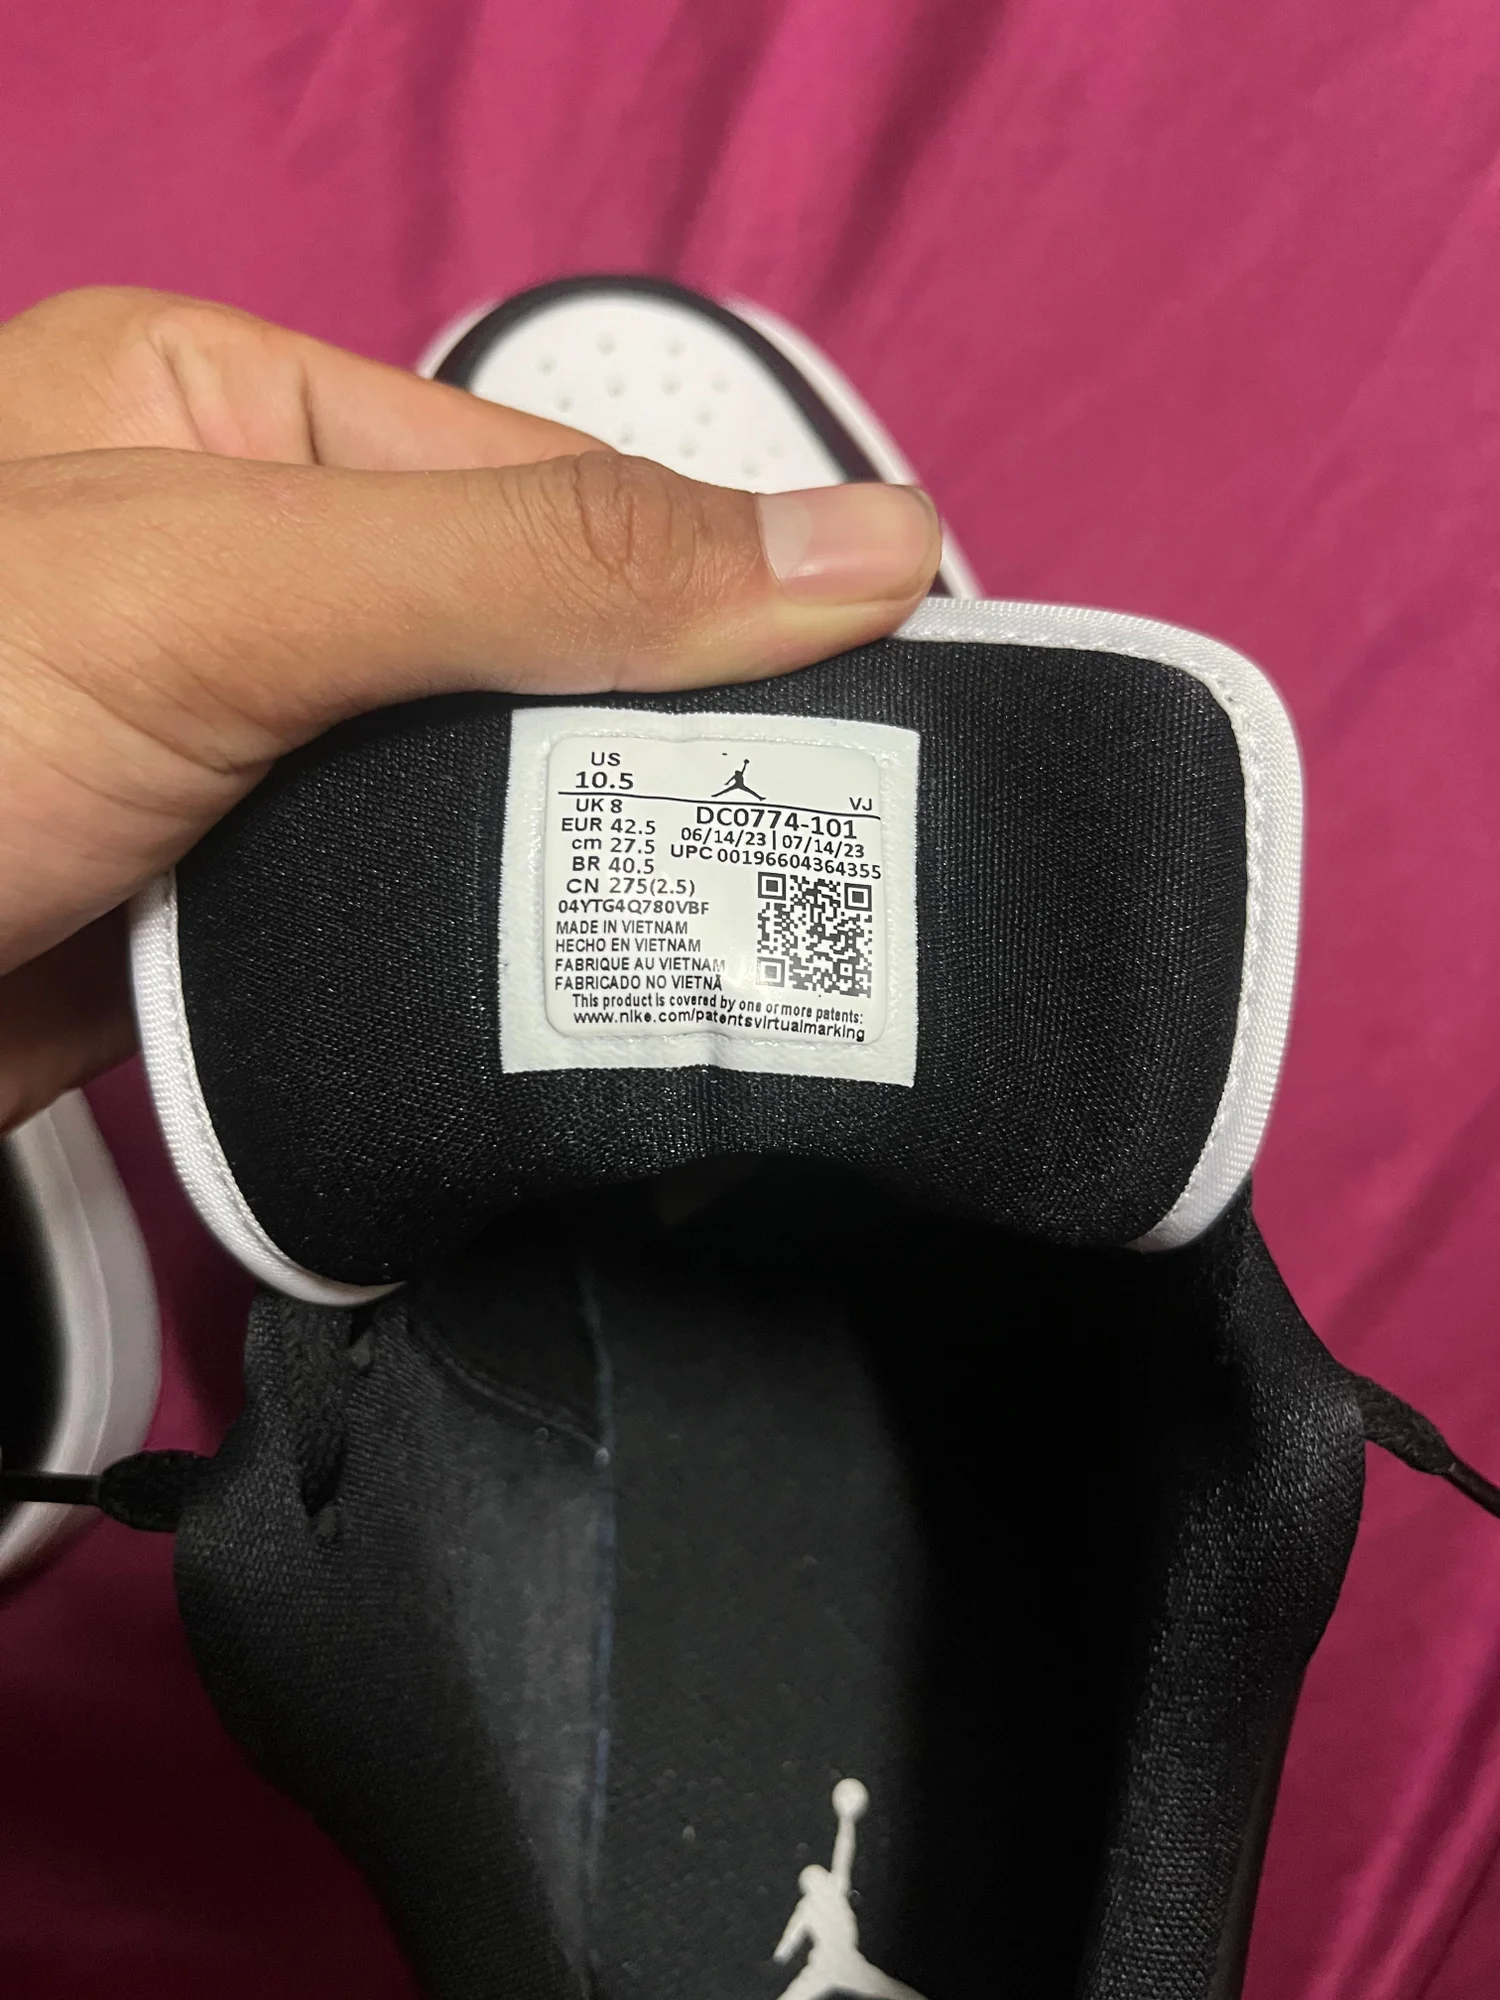 US
10.5
VJ
UK 8
DC0774-101
EUR 42.5
06/14/23 | 07/14/23
cm 27.5
UPC 00196604364355
BR 40.5
CN 275(2.5)
04YTG4Q780VBF
MADE IN VIETNAM
HECHO EN VIETNAM
FABRIQUE AU VIETNAM
FABRICADO NO VIETNÃ
This product is covered by one or more patents:
www.nike.com/patentsvirtualmarking